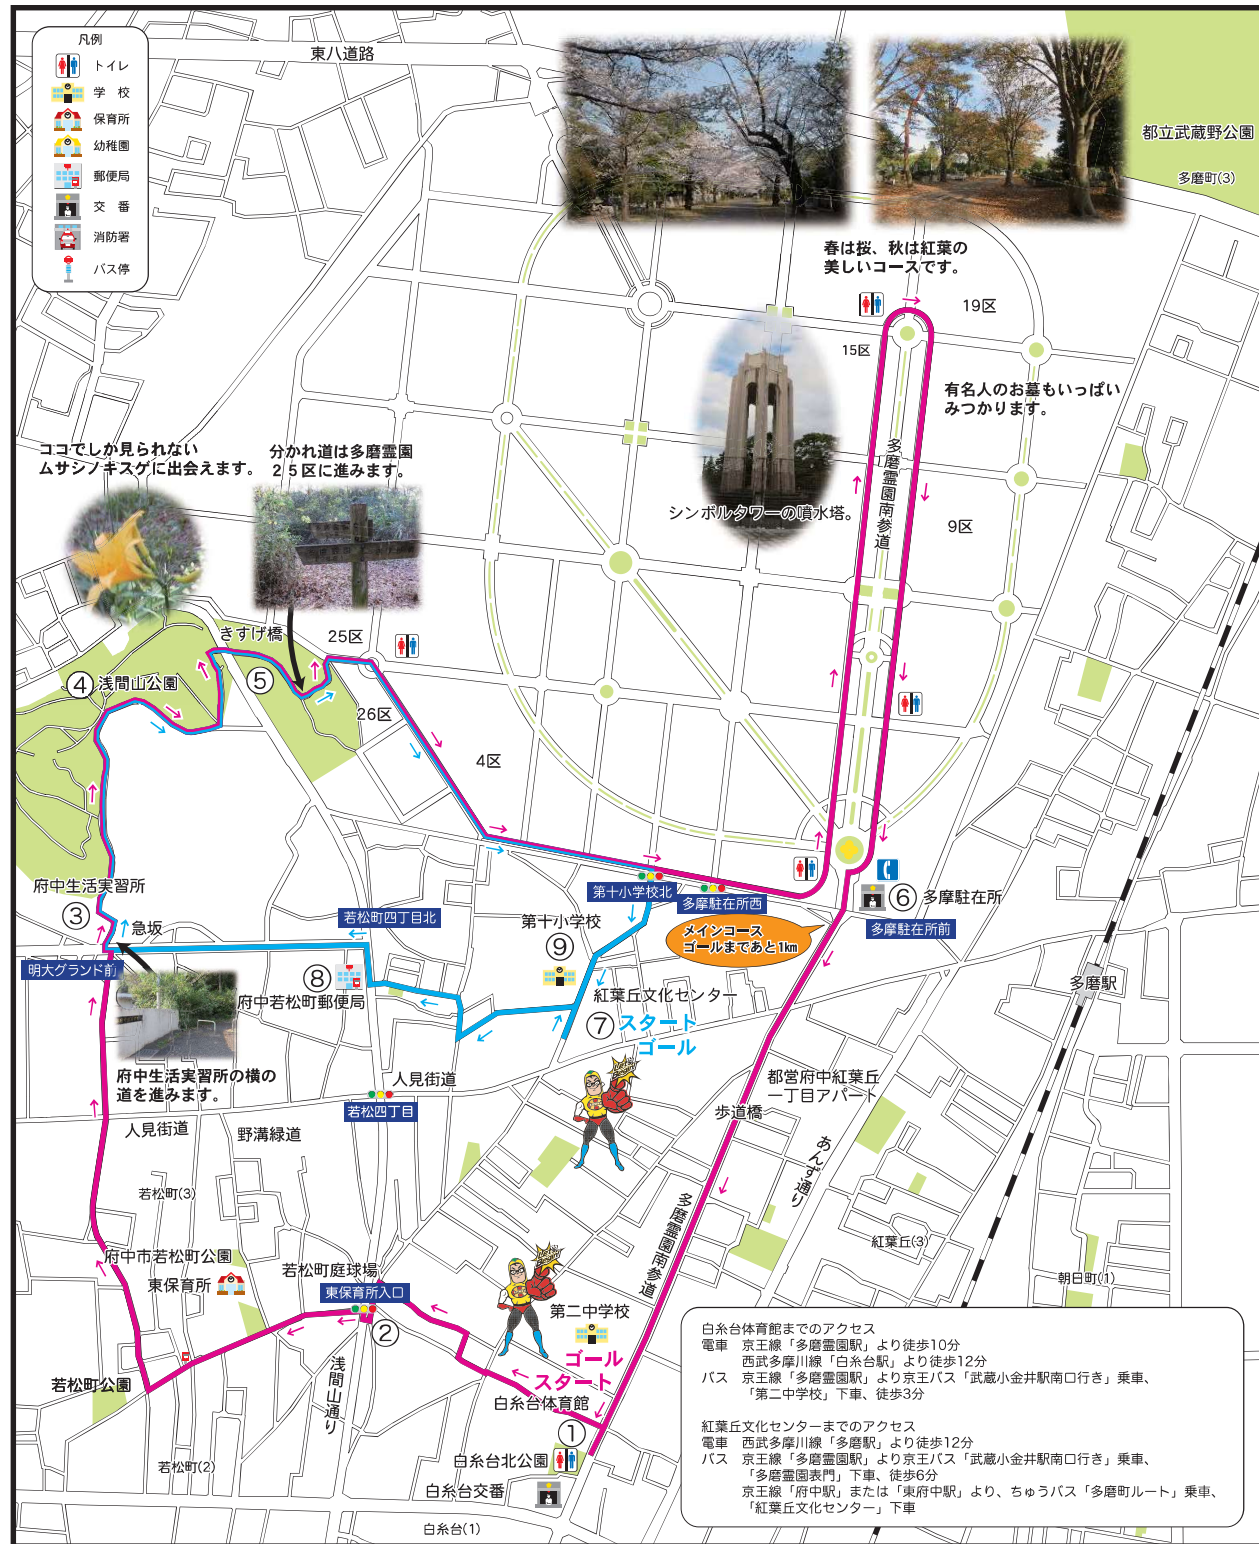 凡例
トイレ
学　校
保育所
幼稚園
郵便局
交　番
消防署
バス停
東八道路
都立武蔵野公園
多磨町(3)
春は桜、秋は紅葉の
美しいコースです。
19区
15区
有名人のお墓もいっぱい
みつかります。
多磨霊園南参道
シンボルタワーの噴水塔。
9区
ココでしか見られない
ムサシノキスゲに出会えます。
分かれ道は多磨霊園
２５区に進みます。
きすげ橋
25区
④ 浅間山公園
⑤
26区
4区
府中生活実習所
③
急坂
明大グランド前
若松町四丁目北
第十小学校
⑨
第十小学校北
多摩駐在所西
⑥ 多摩駐在所
多摩駐在所前
メインコース
ゴールまであと1km
⑧
府中若松町郵便局
紅葉丘文化センター
⑦ スタート
ゴール
多磨駅
府中生活実習所の横の
道を進みます。
人見街道
若松四丁目
人見街道
野溝緑道
都営府中紅葉丘
一丁目アパート
歩道橋
あんず通り
Let's
若松町(3)
多磨霊園南参道
紅葉丘(3)
朝日町(1)
府中市若松町公園
東保育所
若松町庭球場
東保育所入口
②
Let's
第二中学校
ゴール
スタート
白糸台体育館
①
若松町公園
浅間山通り
若松町(2)
白糸台北公園
白糸台交番
白糸台(1)
白糸台体育館までのアクセス
電車　京王線「多磨霊園駅」より徒歩10分
西武多摩川線「白糸台駅」より徒歩12分
バス　京王線「多磨霊園駅」より京王バス「武蔵小金井駅南口行き」乗車、
「第二中学校」下車、徒歩3分
紅葉丘文化センターまでのアクセス
電車　西武多摩川線「多磨駅」より徒歩12分
バス　京王線「多磨霊園駅」より京王バス「武蔵小金井駅南口行き」乗車、
「多磨霊園表門」下車、徒歩6分
京王線「府中駅」または「東府中駅」より、ちゅうバス「多磨町ルート」乗車、
「紅葉丘文化センター」下車